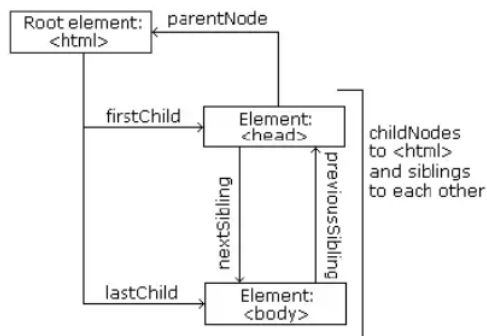 Root element:
<html>
parentNode
firstChild
Element:
<head>
childNodes
to <html>
and siblings
to each other
nextSibling
previousSibling
lastChild
Element:
<body>